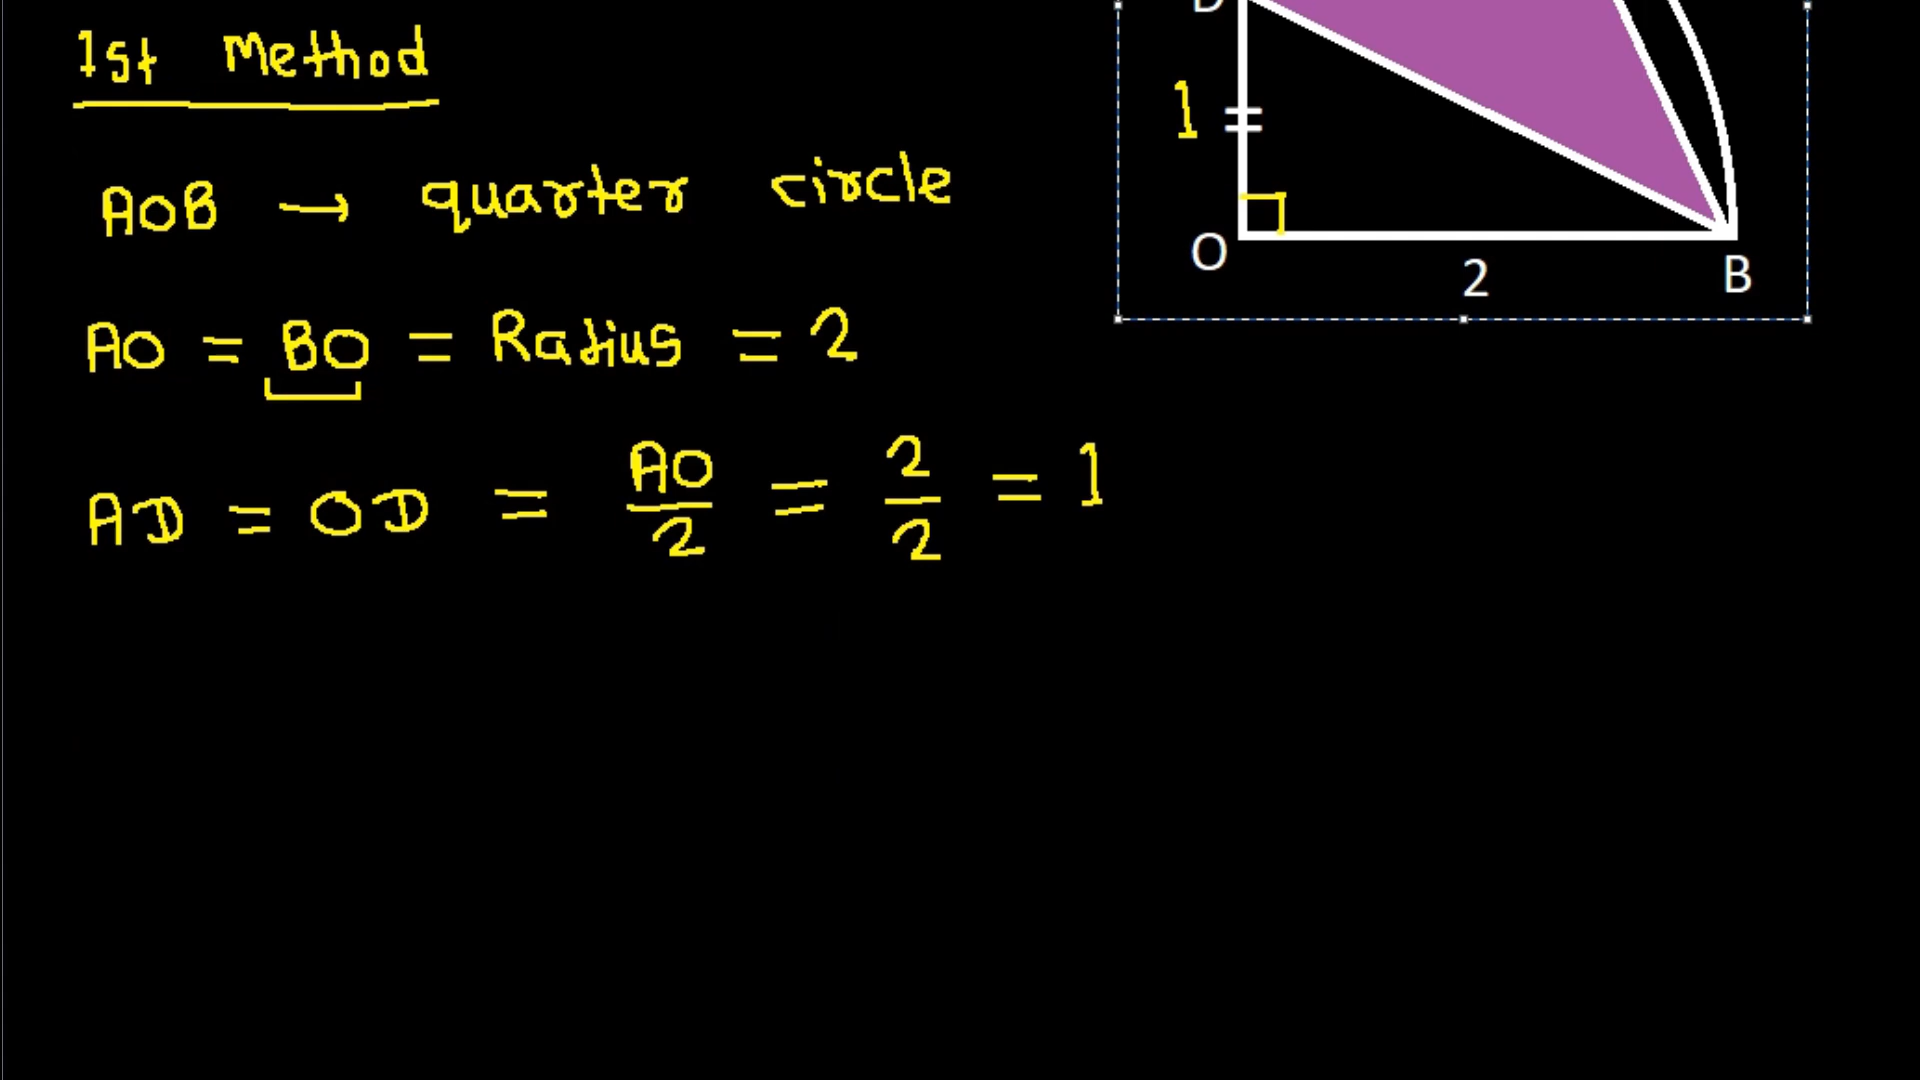 1st Method
AOB → quarter circle
AO = BO = Radius = 2
AD = OD = AO/2 = 2/2 = 1
D
1
O
2
B